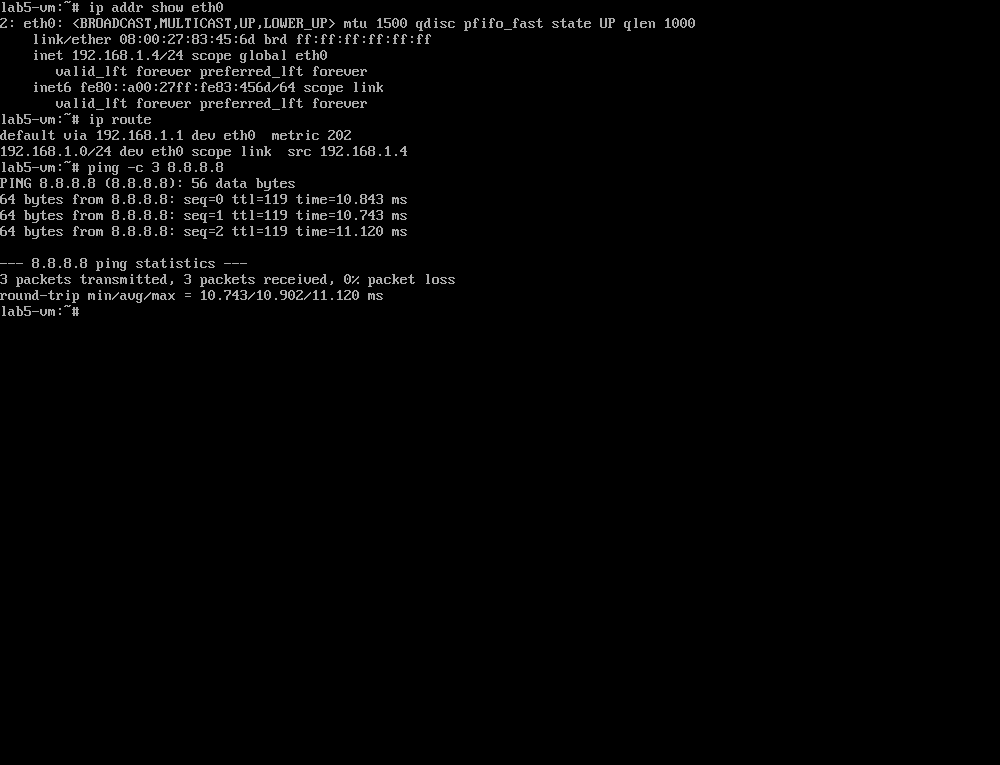 lab5-vm:~# ip addr show eth0
2: eth0: <BROADCAST,MULTICAST,UP,LOWER_UP> mtu 1500 qdisc pfifo_fast state UP qlen 1000
    link/ether 08:00:27:83:45:6d brd ff:ff:ff:ff:ff:ff
    inet 192.168.1.4/24 scope global eth0
       valid_lft forever preferred_lft forever
    inet6 fe80::a00:27ff:fe83:456d/64 scope link
       valid_lft forever preferred_lft forever
lab5-vm:~# ip route
default via 192.168.1.1 dev eth0  metric 202
192.168.1.0/24 dev eth0 scope link  src 192.168.1.4
lab5-vm:~# ping -c 3 8.8.8.8
PING 8.8.8.8 (8.8.8.8): 56 data bytes
64 bytes from 8.8.8.8: seq=0 ttl=119 time=10.843 ms
64 bytes from 8.8.8.8: seq=1 ttl=119 time=10.743 ms
64 bytes from 8.8.8.8: seq=2 ttl=119 time=11.120 ms

--- 8.8.8.8 ping statistics ---
3 packets transmitted, 3 packets received, 0% packet loss
round-trip min/avg/max = 10.743/10.902/11.120 ms
lab5-vm:~#